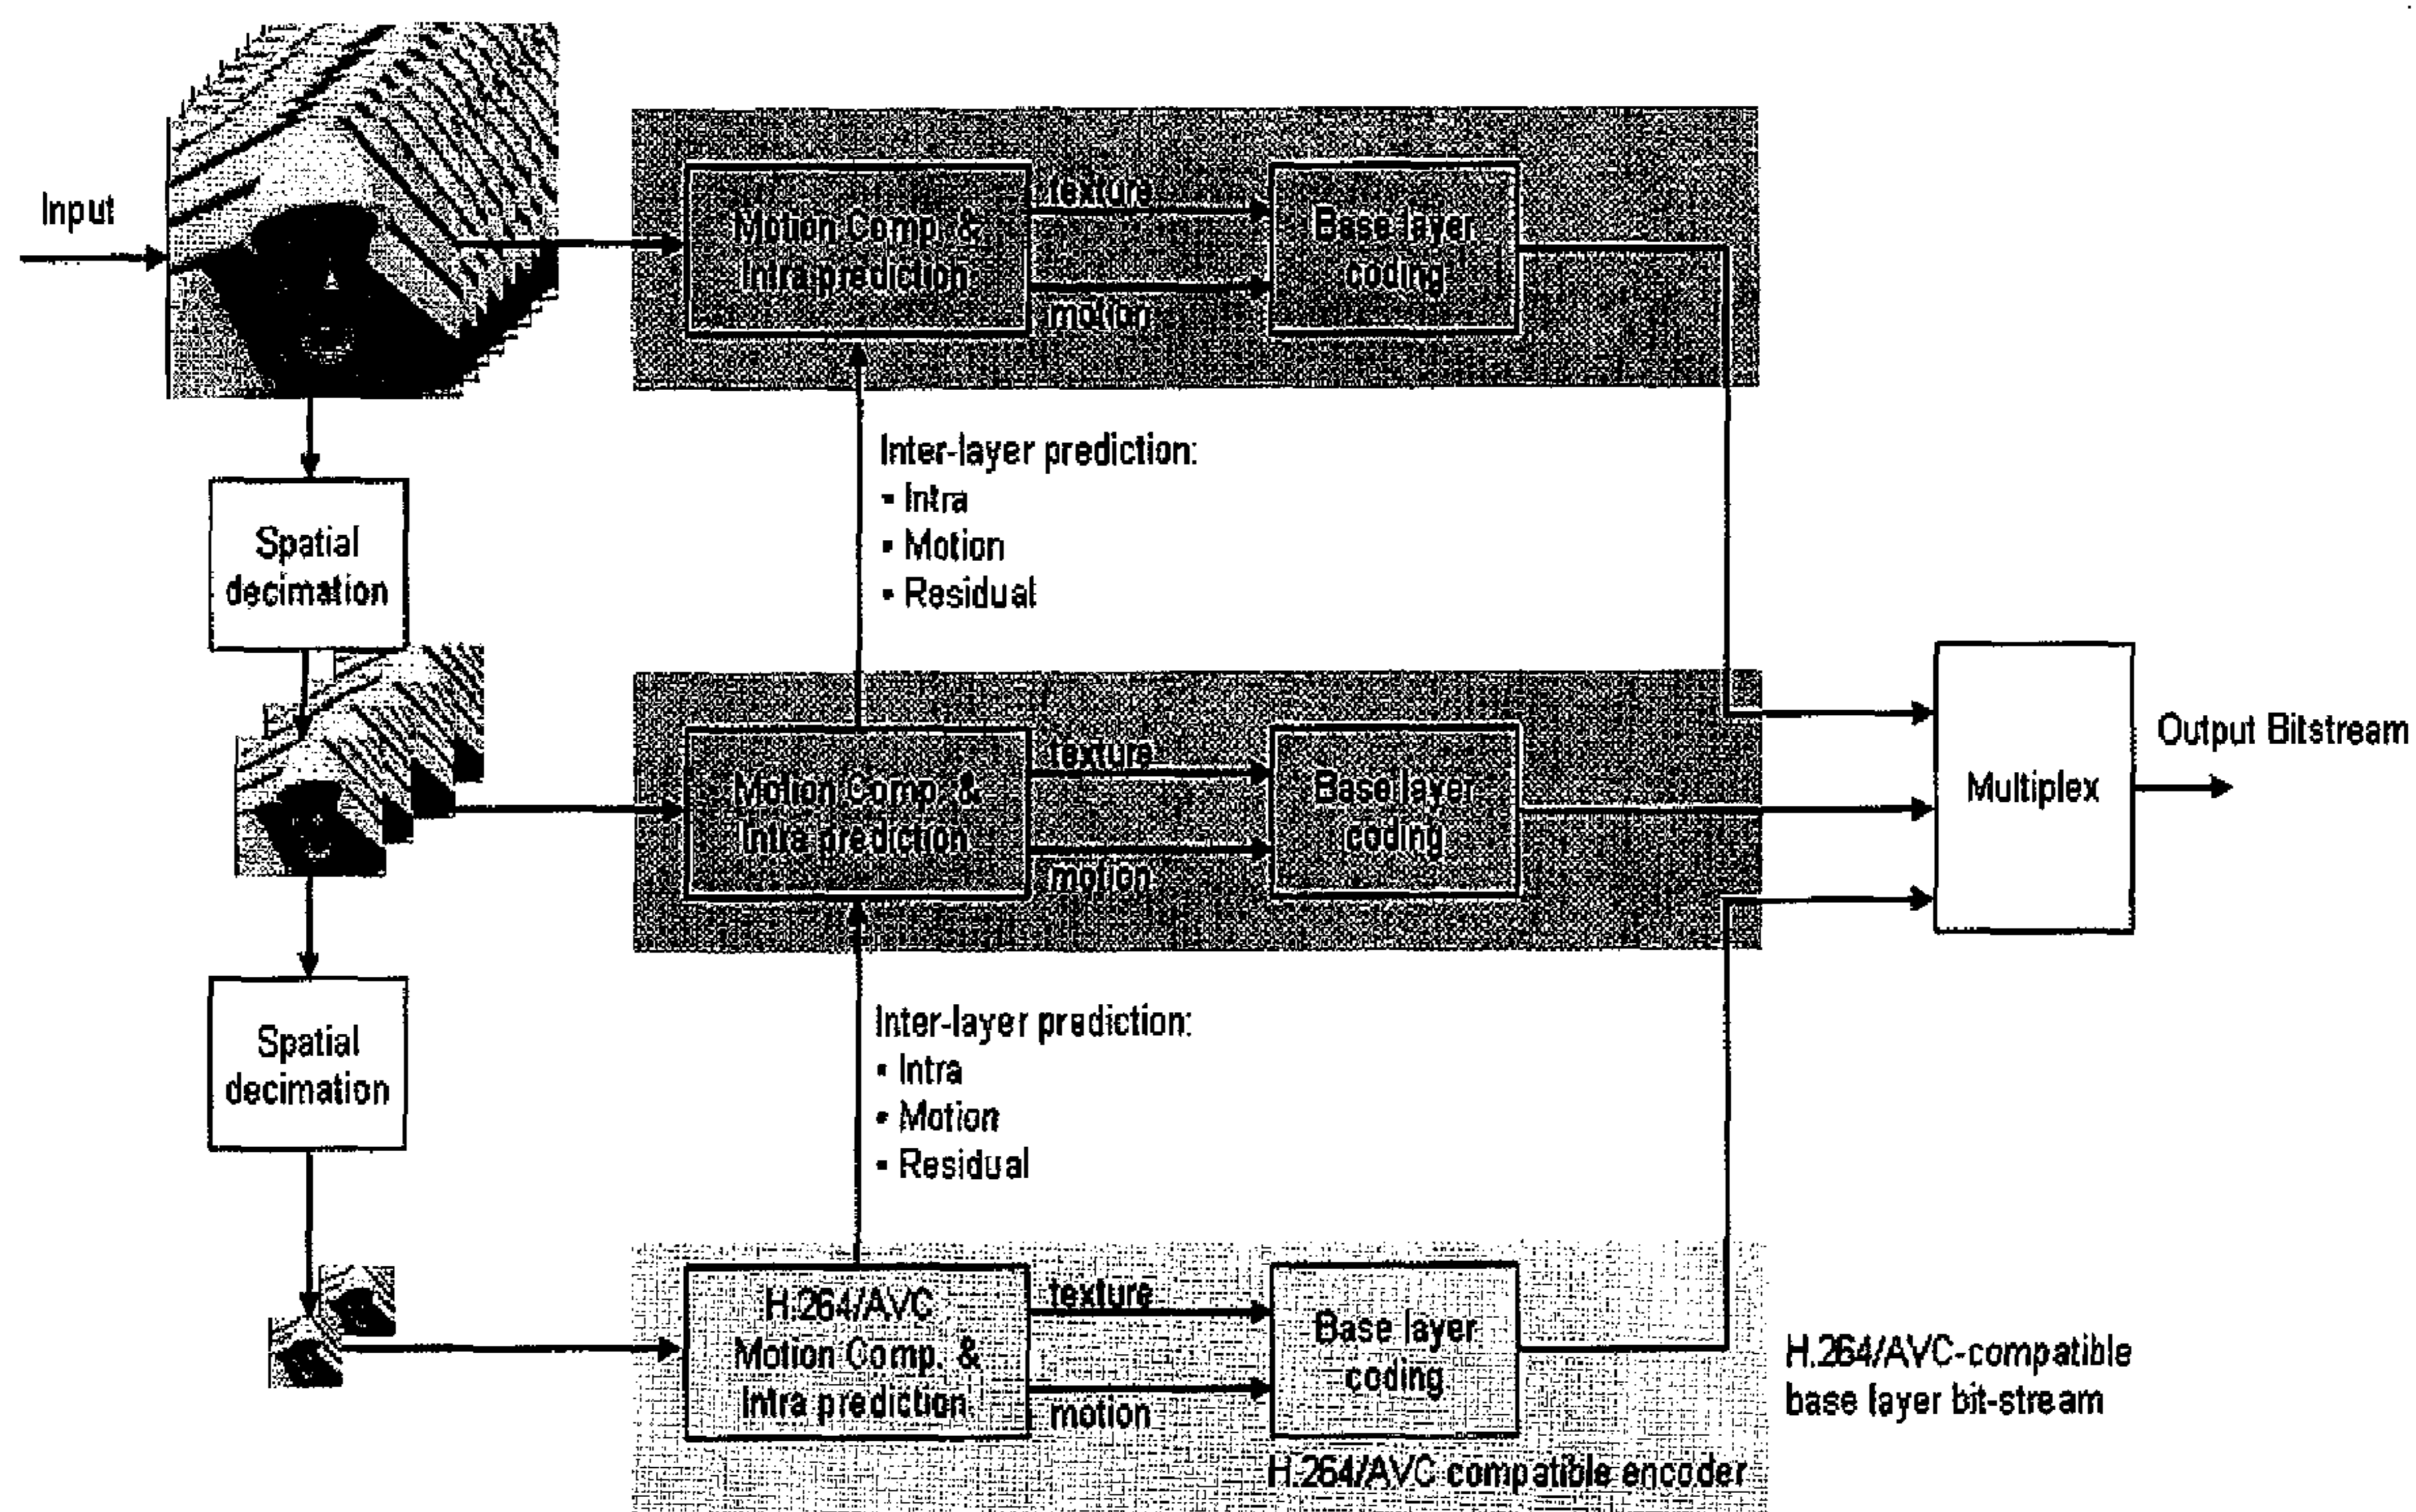 Input
texture
Motion Comp. &
Intra prediction
motion
Base layer
coding
Inter-layer prediction:
▪ Intra
▪ Motion
▪ Residual
Spatial
decimation
texture
Motion Comp. &
Intra prediction
motion
Base layer
coding
Multiplex
Output Bitstream
Inter-layer prediction:
▪ Intra
▪ Motion
▪ Residual
Spatial
decimation
H.264/AVC
Motion Comp. &
Intra prediction
texture
motion
Base layer
coding
H.264/AVC-compatible
base layer bit-stream
H.264/AVC compatible encoder